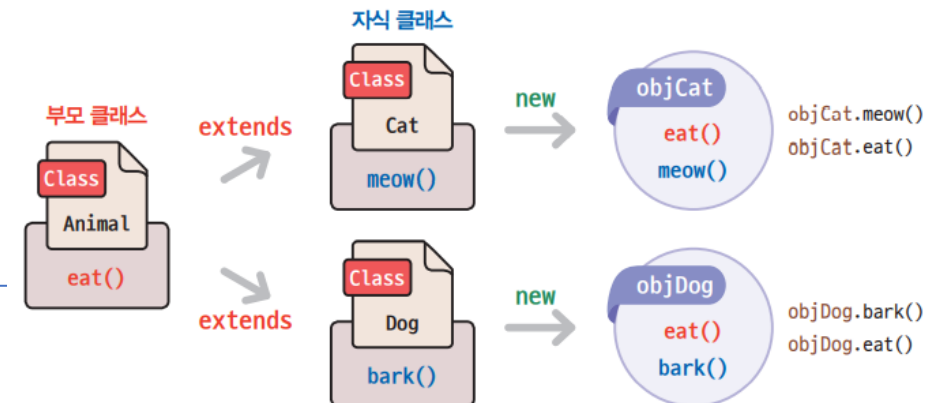 자식 클래스
Class
Cat
meow()
부모 클래스
Class
Animal
eat()
extends
extends
new
objCat
eat()
meow()
objCat.meow()
objCat.eat()
Class
Dog
bark()
new
objDog
eat()
bark()
objDog.bark()
objDog.eat()